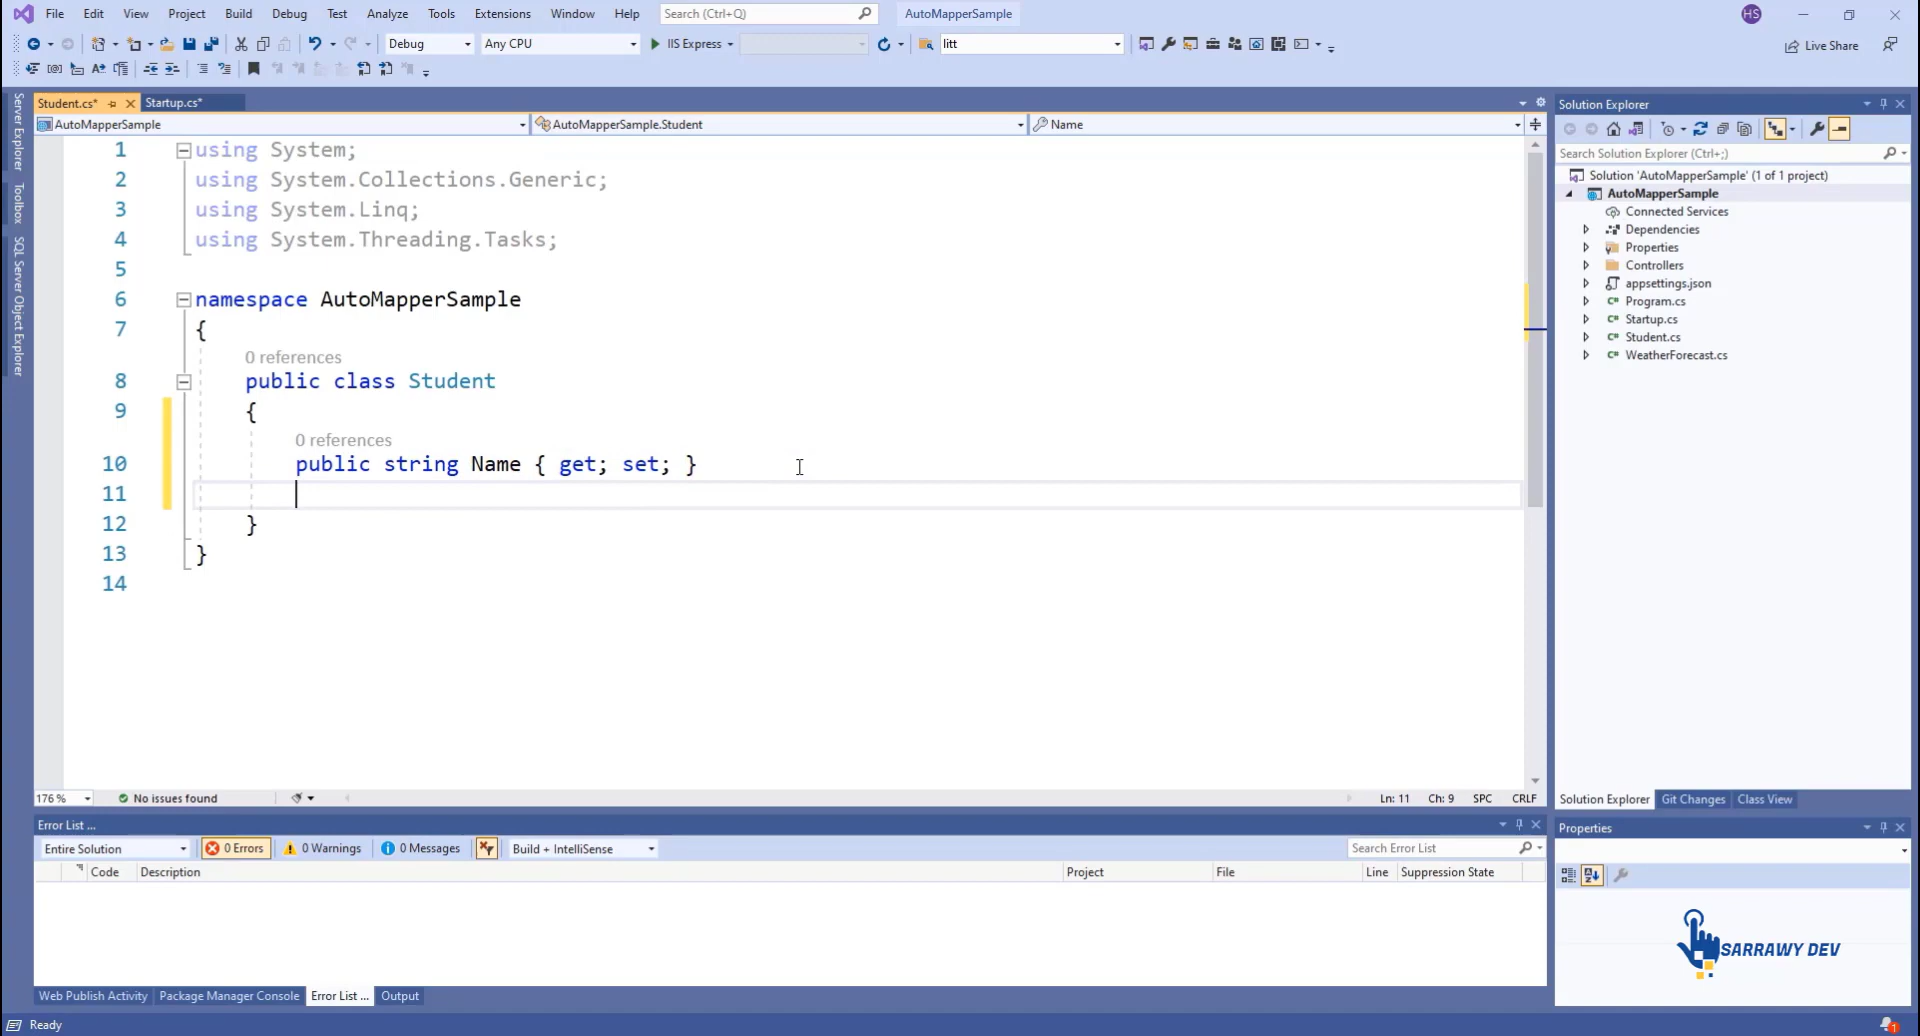 File Edit View Project Build Debug Test Analyze Tools Extensions Window Help Search (Ctrl+Q) AutoMapperSample HS
Debug Any CPU IIS Express litt Live Share
Server Explorer
Toolbox
SQL Server Object Explorer
Student.cs* Startup.cs*
AutoMapperSample AutoMapperSample.Student Name
1 using System;
2 using System.Collections.Generic;
3 using System.Linq;
4 using System.Threading.Tasks;
5
6 namespace AutoMapperSample
7 {
0 references
8 public class Student
9 {
0 references
10 public string Name { get; set; }
11
12 }
13 }
14
176 % No issues found Ln: 11 Ch: 9 SPC CRLF
Solution Explorer
Search Solution Explorer (Ctrl+;)
Solution 'AutoMapperSample' (1 of 1 project)
AutoMapperSample
Connected Services
Dependencies
Properties
Controllers
appsettings.json
C# Program.cs
C# Startup.cs
C# Student.cs
C# WeatherForecast.cs
Solution Explorer Git Changes Class View
Error List ...
Entire Solution 0 Errors 0 Warnings 0 Messages Build + IntelliSense Search Error List
Code Description Project File Line Suppression State
Properties
SARRAWY DEV
Web Publish Activity Package Manager Console Error List ... Output
Ready 1